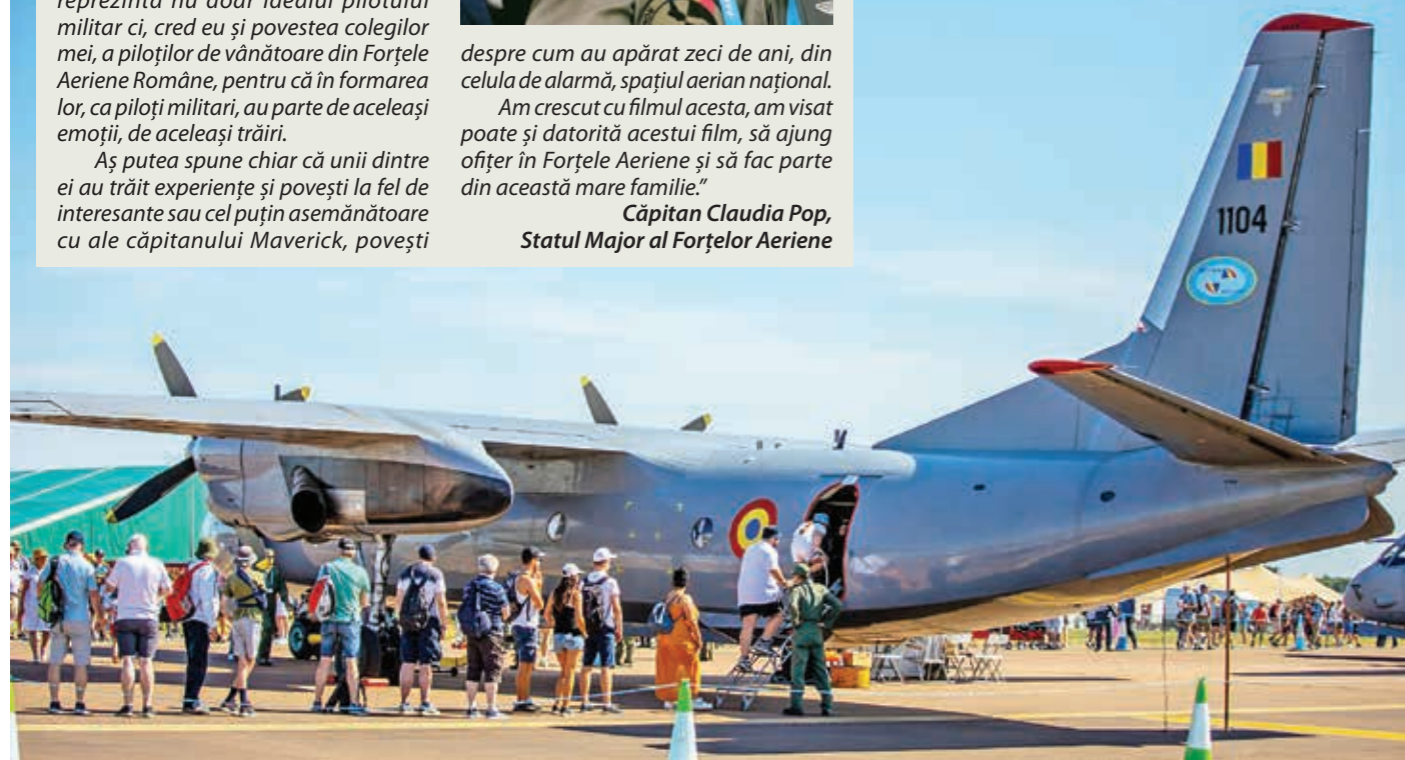 reprezintă nu doar idealul pilotului
militar ci, cred eu și povestea colegilor
mei, a piloților de vânătoare din Forțele
Aeriene Române, pentru că în formarea
lor, ca piloți militari, au parte de aceleași
emoții, de aceleași trăiri.
Aș putea spune chiar că unii dintre
ei au trăit experiențe și povești la fel de
interesante sau cel puțin asemănătoare
cu ale căpitanului Maverick, povești
despre cum au apărat zeci de ani, din
celula de alarmă, spațiul aerian național.
Am crescut cu filmul acesta, am visat
poate și datorită acestui film, să ajung
ofițer în Forțele Aeriene și să fac parte
din această mare familie.”
Căpitan Claudia Pop,
Statul Major al Forțelor Aeriene
1104